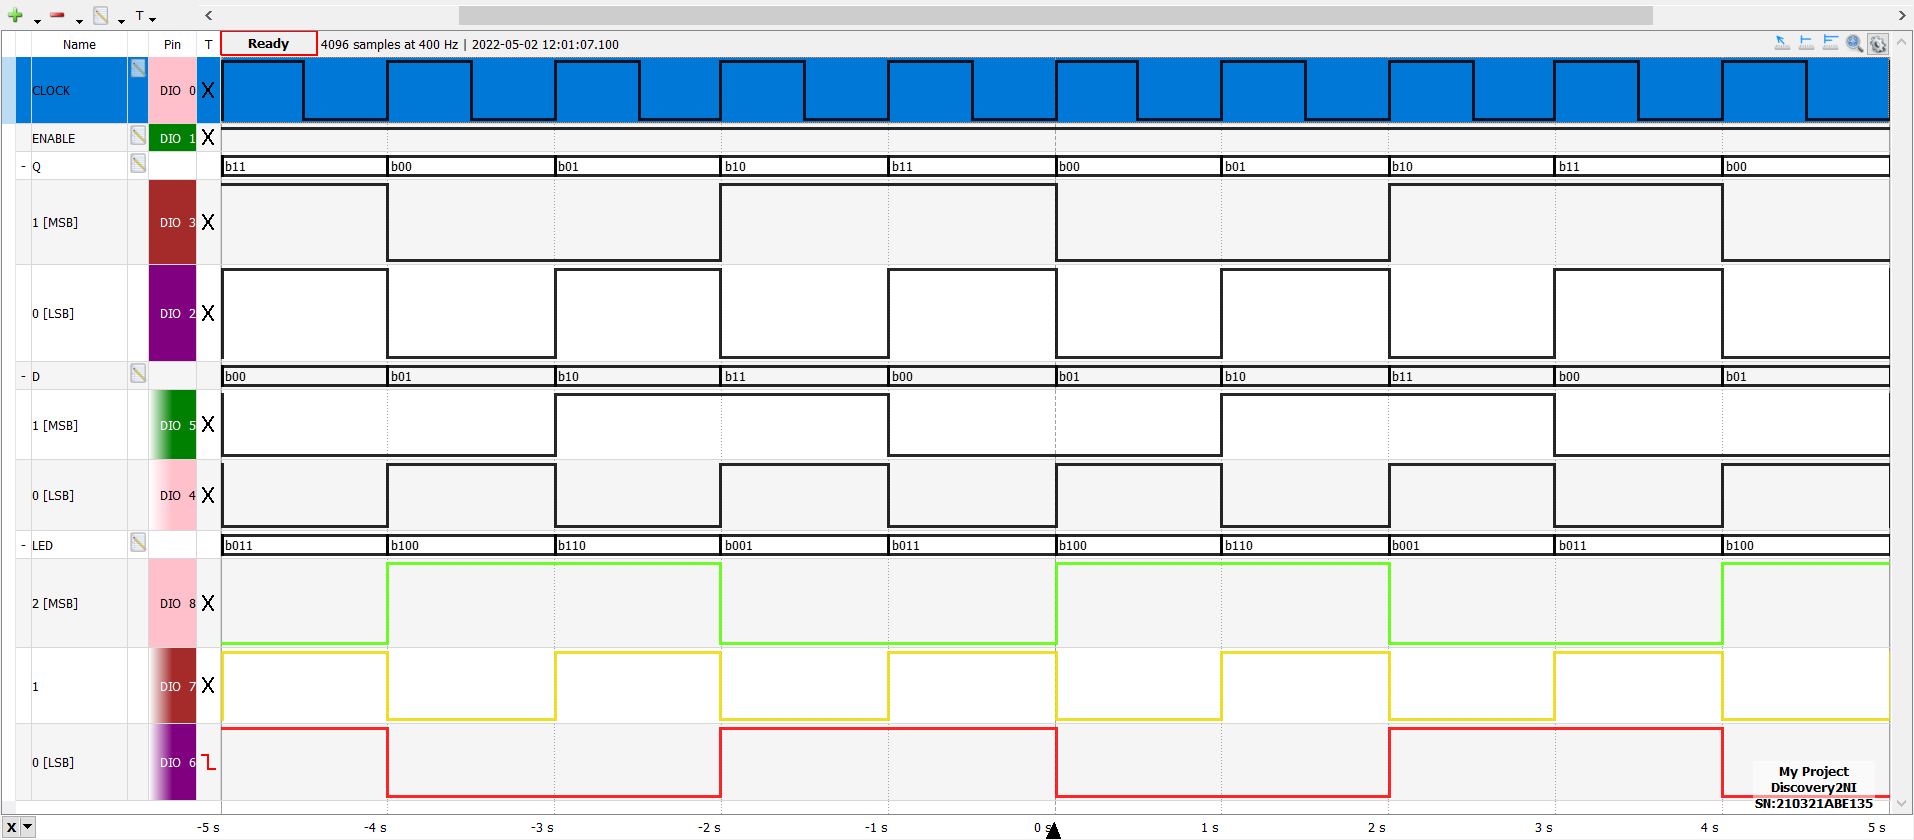 T
Name Pin T Ready 4096 samples at 400 Hz | 2022-05-02 12:01:07.100
CLOCK DIO 0 X
ENABLE DIO 1 X
- Q b11 b00 b01 b10 b11 b00 b01 b10 b11 b00
1 [MSB] DIO 3 X
0 [LSB] DIO 2 X
- D b00 b01 b10 b11 b00 b01 b10 b11 b00 b01
1 [MSB] DIO 5 X
0 [LSB] DIO 4 X
- LED b011 b100 b110 b001 b011 b100 b110 b001 b011 b100
2 [MSB] DIO 8 X
1 DIO 7 X
0 [LSB] DIO 6
My Project
Discovery2NI
SN:210321ABE135
X -5 s -4 s -3 s -2 s -1 s 0 s 1 s 2 s 3 s 4 s 5 s